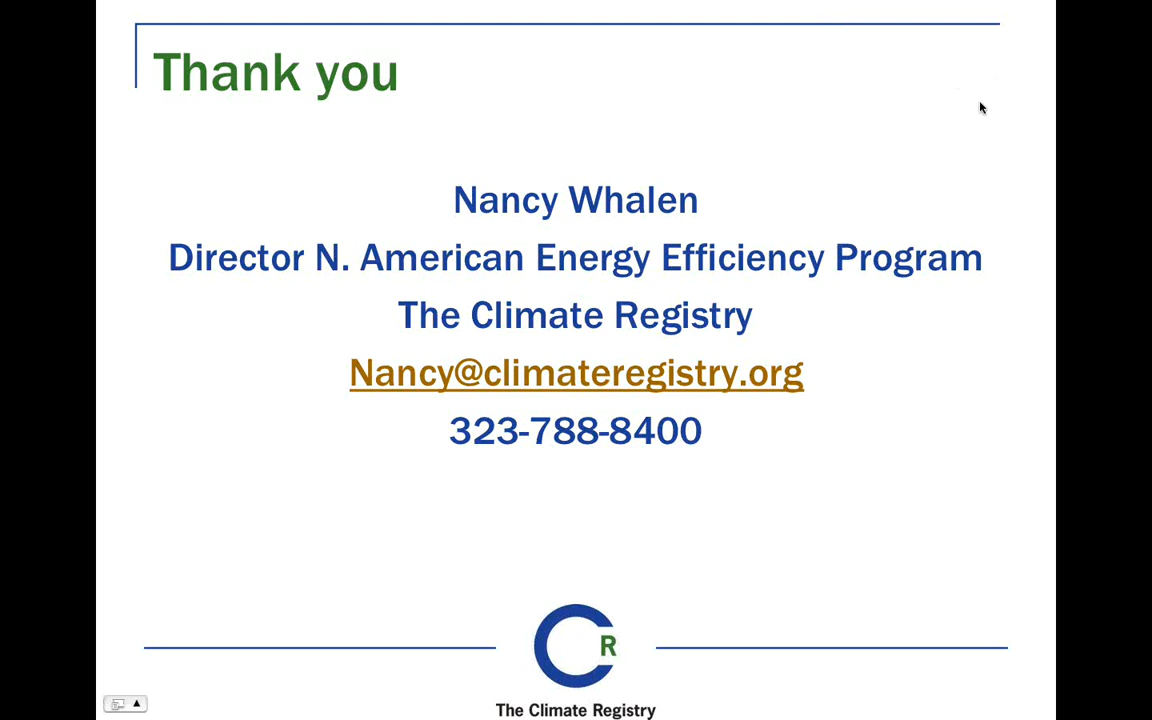 Thank you
Nancy Whalen
Director N. American Energy Efficiency Program
The Climate Registry
Nancy@climateregistry.org
323-788-8400
CR
The Climate Registry